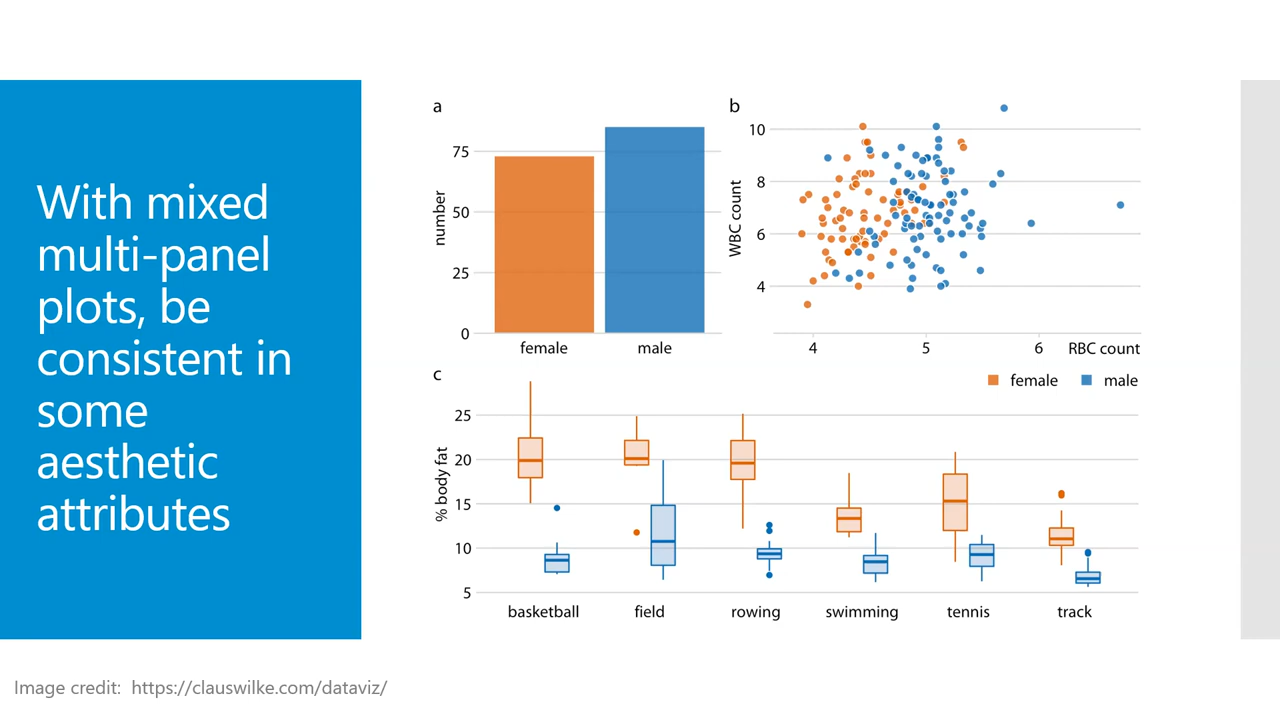 With mixed
multi-panel
plots, be
consistent in
some
aesthetic
attributes
a
75
50
25
0
number
female male
b
10
8
6
4
WBC count
4 5 6 RBC count
female male
c
25
20
15
10
5
% body fat
basketball field rowing swimming tennis track
Image credit: https://clauswilke.com/dataviz/